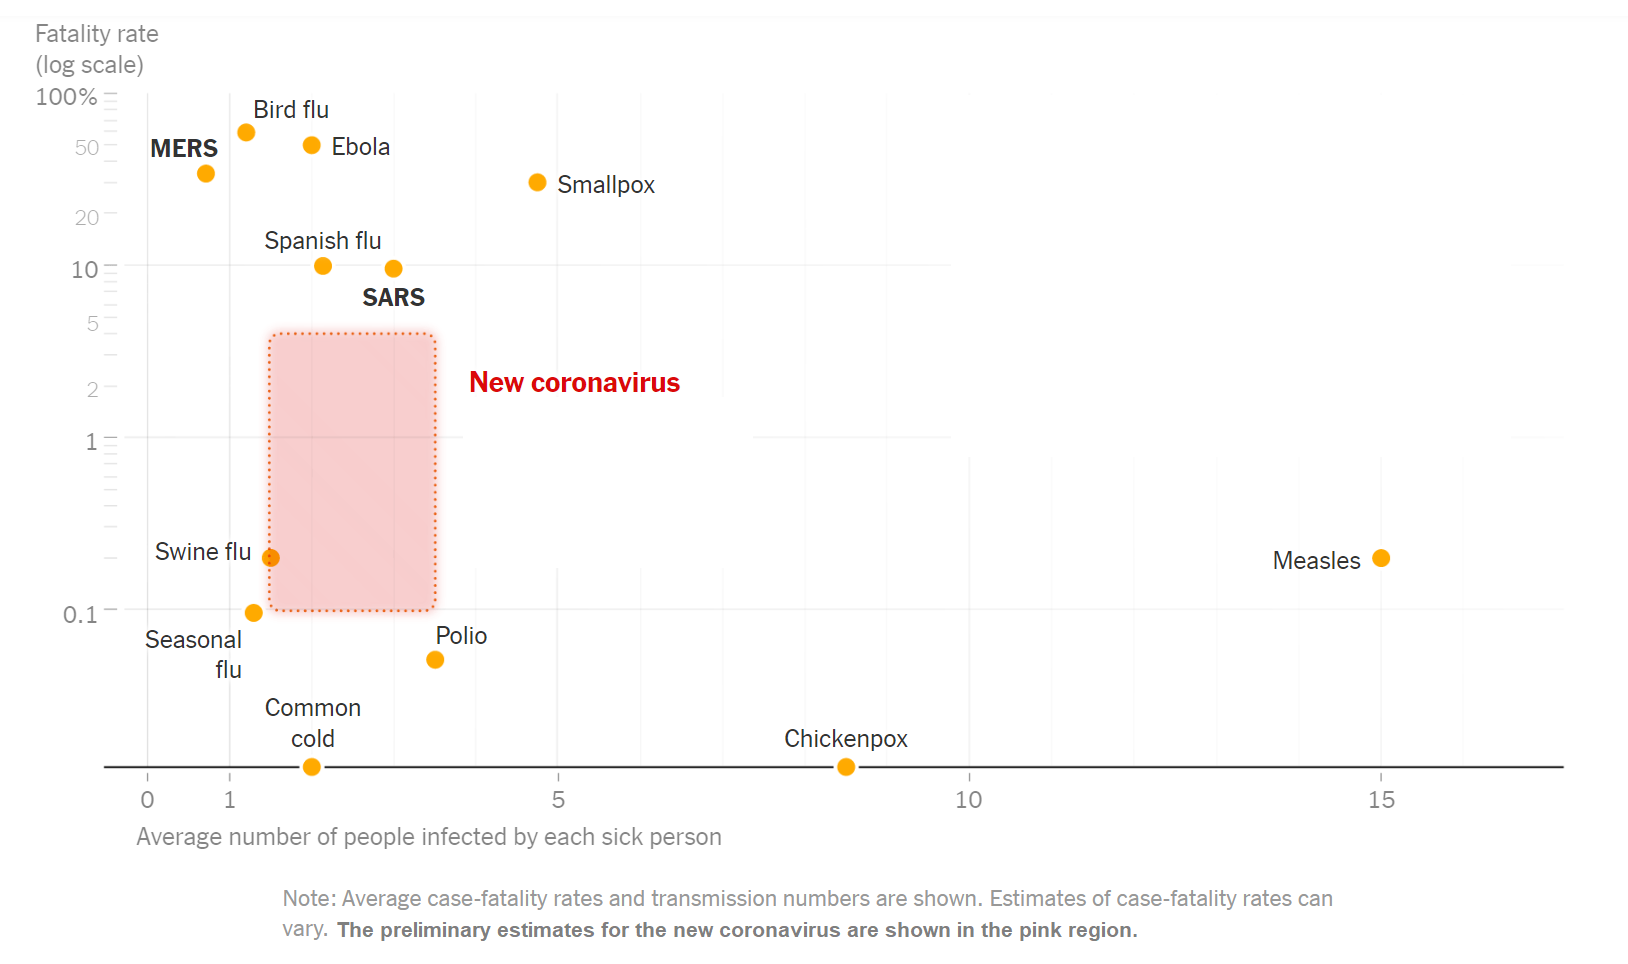 Fatality rate
(log scale)
100%
Bird flu
50
MERS
Ebola
Smallpox
20
Spanish flu
10
SARS
5
New coronavirus
2
1
Swine flu
Measles
0.1
Seasonal
flu
Polio
Common
cold
Chickenpox
0 1 5 10 15
Average number of people infected by each sick person
Note: Average case-fatality rates and transmission numbers are shown. Estimates of case-fatality rates can
vary. The preliminary estimates for the new coronavirus are shown in the pink region.